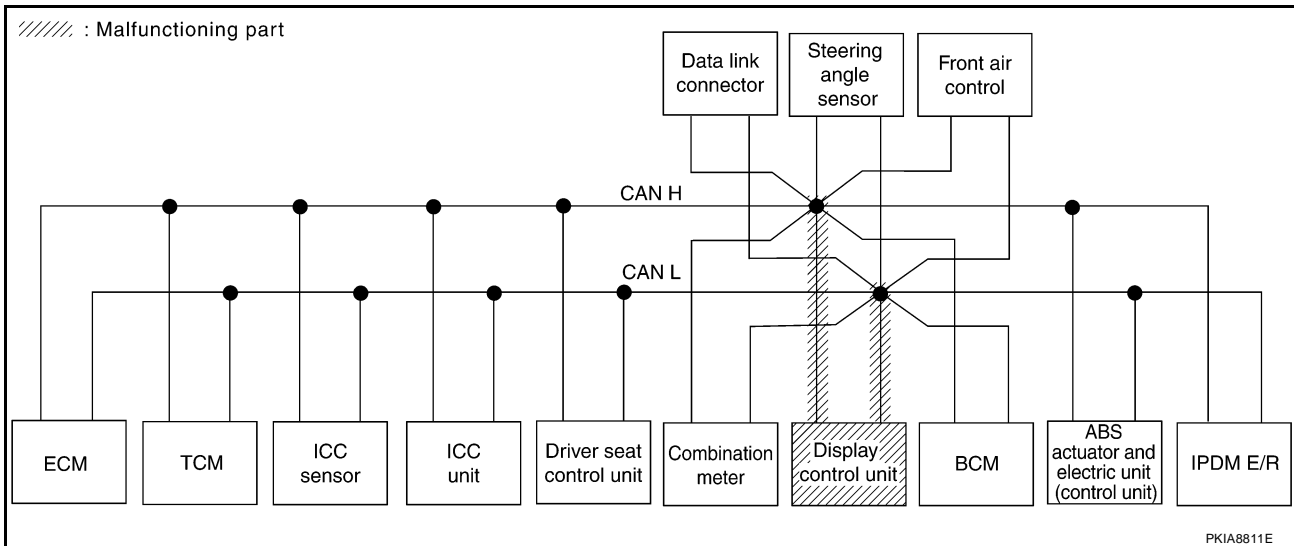 : Malfunctioning part
Data link
connector
Steering
angle
sensor
Front air
control
CAN H
CAN L
ECM
TCM
ICC
sensor
ICC
unit
Driver seat
control unit
Combination
meter
Display
control unit
BCM
ABS
actuator and
electric unit
(control unit)
IPDM E/R
PKIA8811E